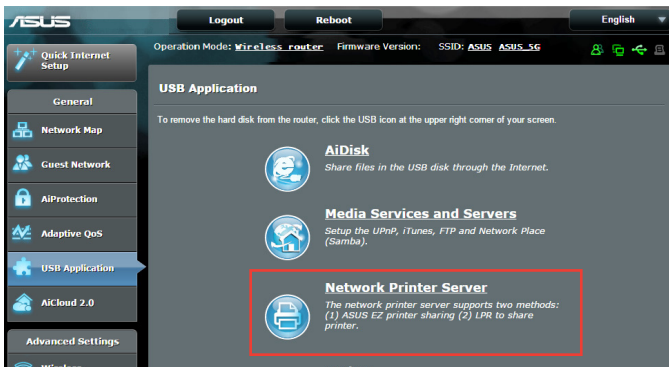 ASUS
Logout
Reboot
English
Quick Internet
Setup
Operation Mode: Wireless router Firmware Version: SSID: ASUS ASUS_5G
General
Network Map
Guest Network
AiProtection
Adaptive QoS
USB Application
AiCloud 2.0
Advanced Settings
Wireless
USB Application
To remove the hard disk from the router, click the USB icon at the upper right corner of your screen.
AiDisk
Share files in the USB disk through the Internet.
Media Services and Servers
Setup the UPnP, iTunes, FTP and Network Place
(Samba).
Network Printer Server
The network printer server supports two methods:
(1) ASUS EZ printer sharing (2) LPR to share
printer.